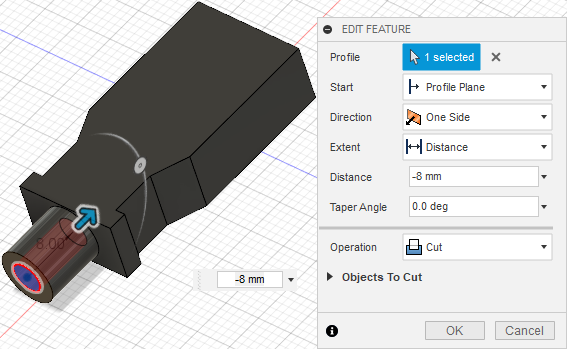 EDIT FEATURE
Profile 1 selected
Start Profile Plane
Direction One Side
Extent Distance
Distance -8 mm
Taper Angle 0.0 deg
Operation Cut
Objects To Cut
OK Cancel
8.00
-8 mm